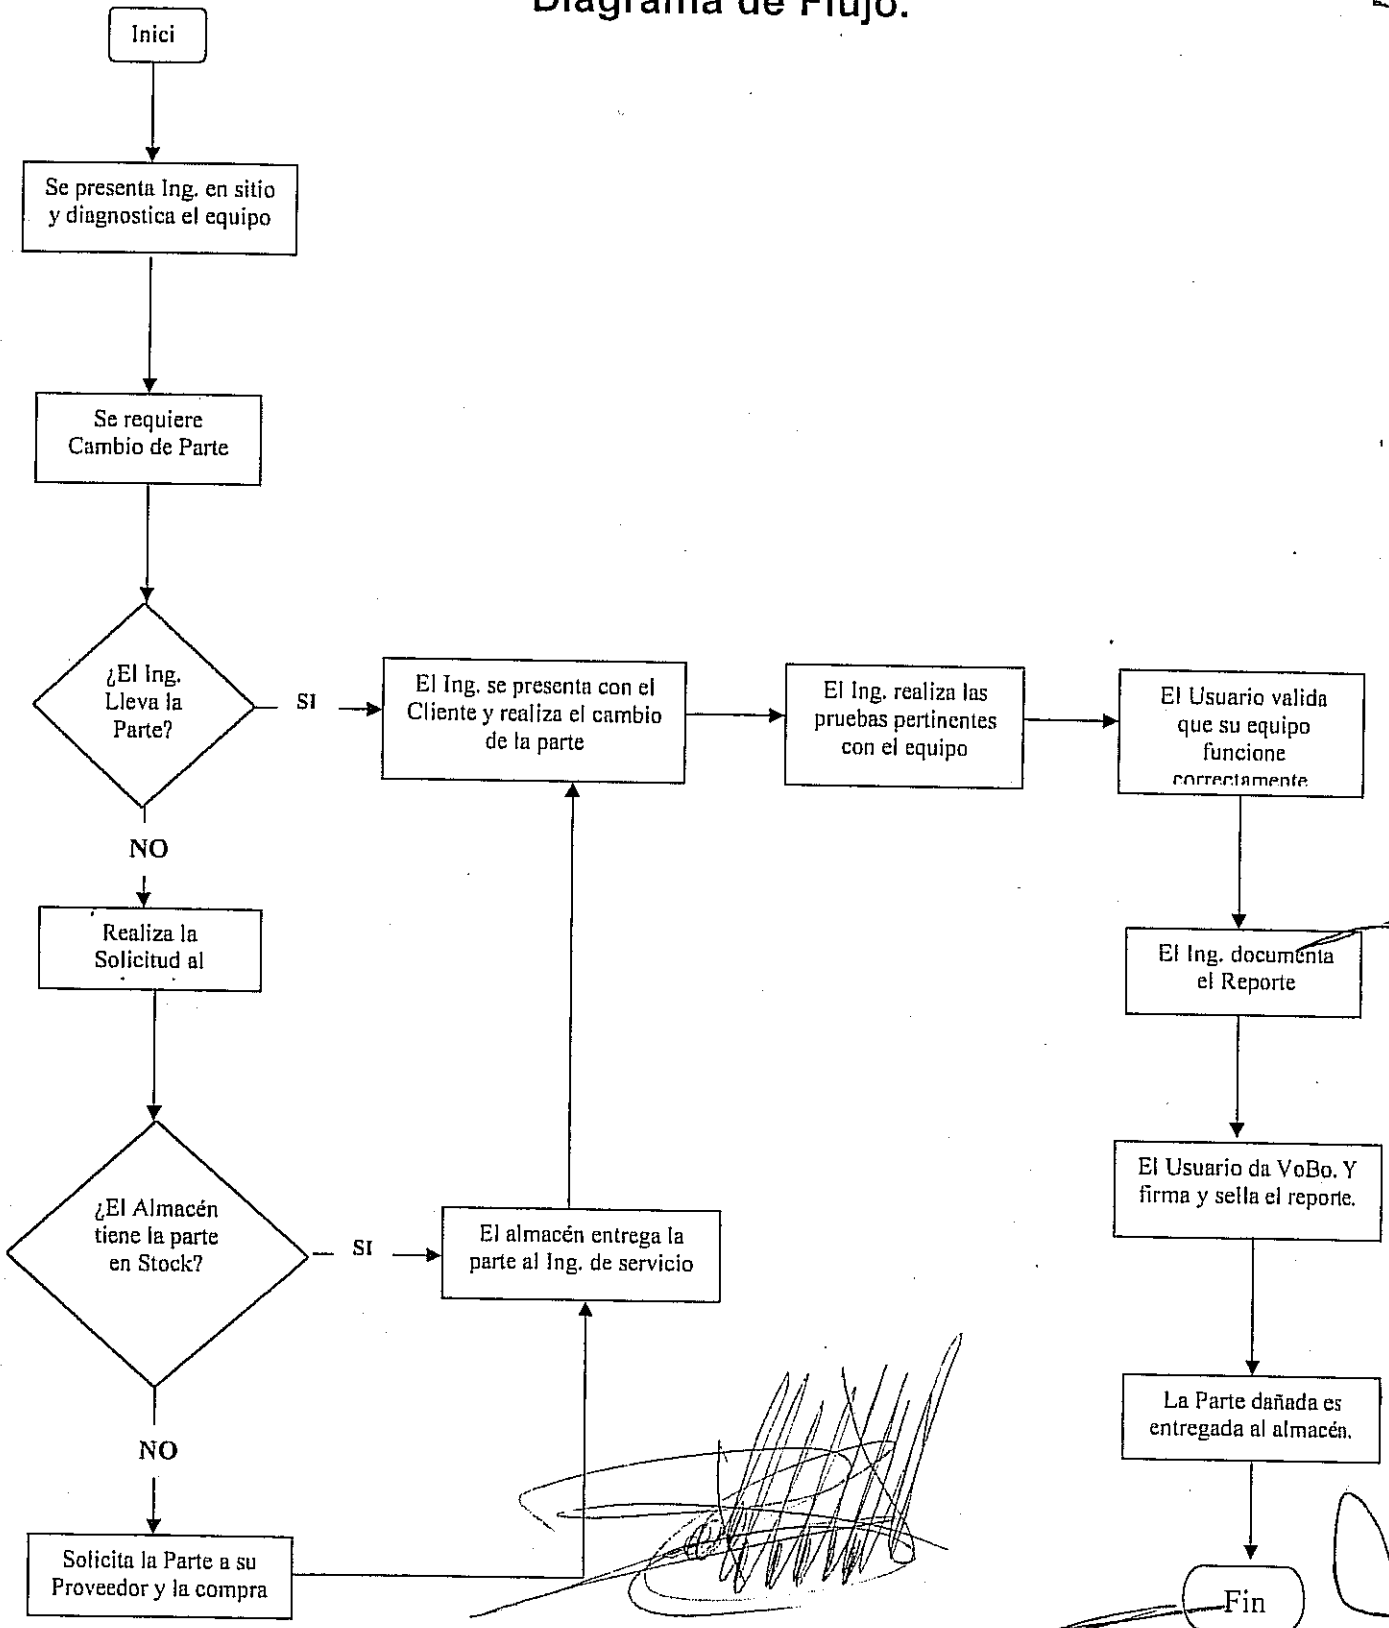 Diagrama de Flujo.
Inici
Se presenta Ing. en sitio
y diagnostica el equipo
Se requiere
Cambio de Parte
¿El Ing.
Lleva la
Parte?
SI
El Ing. se presenta con el
Cliente y realiza el cambio
de la parte
El Ing. realiza las
pruebas pertinentes
con el equipo
El Usuario valida
que su equipo
funcione
correctamente
NO
Realiza la
Solicitud al
El Ing. documenta
el Reporte
¿El Almacén
tiene la parte
en Stock?
SI
El almacén entrega la
parte al Ing. de servicio
El Usuario da VoBo. Y
firma y sella el reporte.
La Parte dañada es
entregada al almacén.
NO
Solicita la Parte a su
Proveedor y la compra
Fin